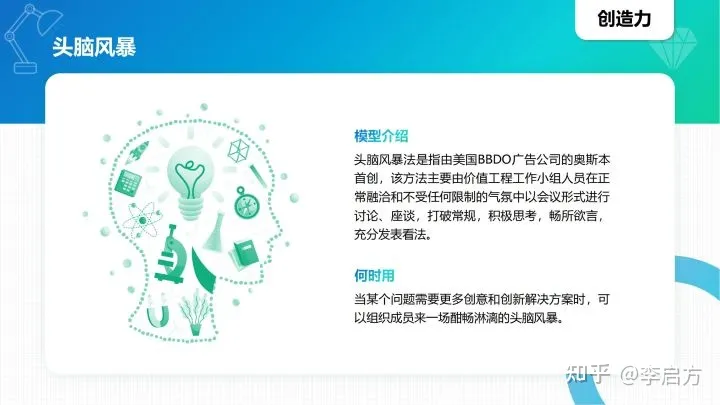 创造力
头脑风暴
模型介绍
头脑风暴法是指由美国BBDO广告公司的奥斯本
首创，该方法主要由价值工程工作小组人员在正
常融洽和不受任何限制的气氛中以会议形式进行
讨论、座谈，打破常规，积极思考，畅所欲言，
充分发表看法。
何时用
当某个问题需要更多创意和创新解决方案时，可
以组织成员来一场酣畅淋漓的头脑风暴。
知乎 @李启方